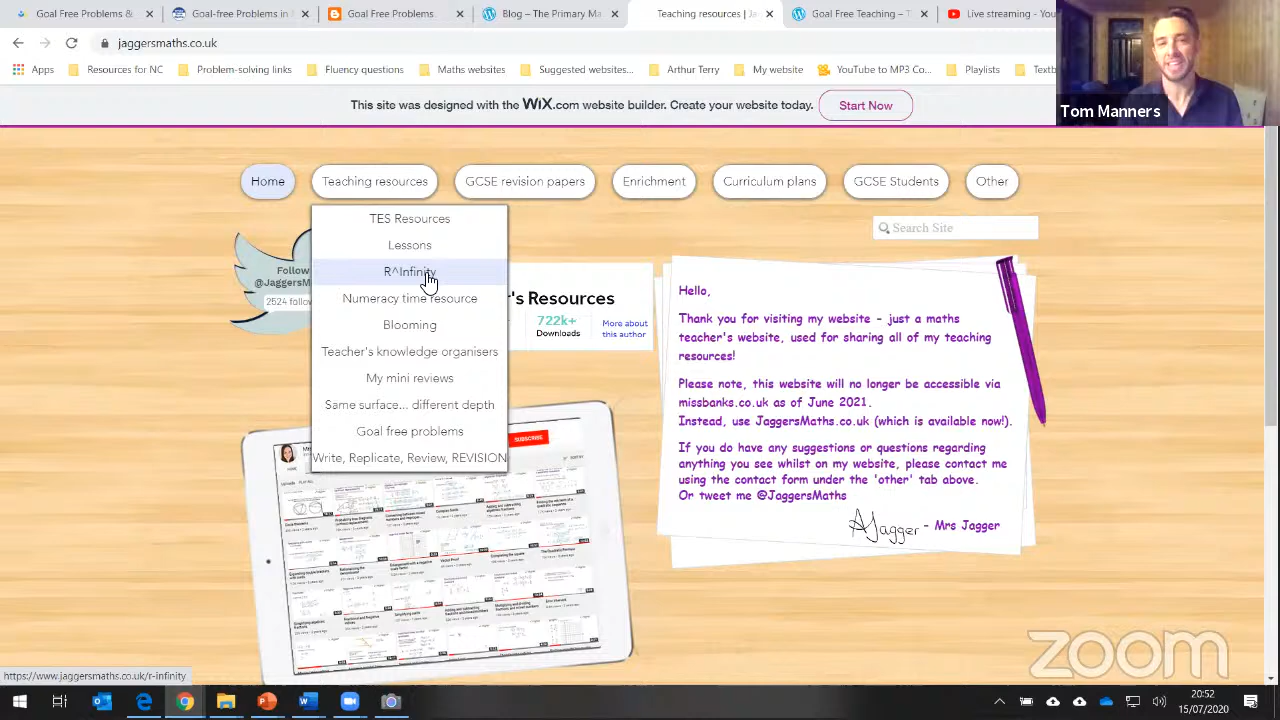 Goal-free Problems &
Goal-free Problems in M
Goal-Free Problems
Blog – The Primary Ma
Teaching resources | Ja
Goal Free Teaching – T
Live streaming - You
jaggersmaths.co.uk
Apps
Resources for NC
Problem-solving links
Fluency questions
Maths websites
Suggested websites...
Arthur Terry
My website
YouTube to MP3 Co...
Playlists
This site was designed with the WiX.com website builder. Create your website today.
Start Now
Tom Manners
Home
Teaching resources
GCSE revision papers
Enrichment
Curriculum plans
GCSE Students
Other
Search Site
TES Resources
Lessons
R^Infinity
Numeracy time resource
Blooming
Teacher's knowledge organisers
My mini reviews
Same surface... different depth
Goal free problems
Write, Replicate, Review, REVISION
Follow
@JaggersM
2524 follow
r's Resources
722k+
Downloads
More about
this author
SUBSCRIBE
Hello,
Thank you for visiting my website - just a maths
teacher's website, used for sharing all of my teaching
resources!
Please note, this website will no longer be accessible via
missbanks.co.uk as of June 2021.
Instead, use JaggersMaths.co.uk (which is available now!).
If you do have any suggestions or questions regarding
anything you see whilst on my website, please contact me
using the contact form under the 'other' tab above.
Or tweet me @JaggersMaths
AJagger - Mrs Jagger
zoom
https://www.jaggersmaths.co.uk/r-infinity
20:52
15/07/2020